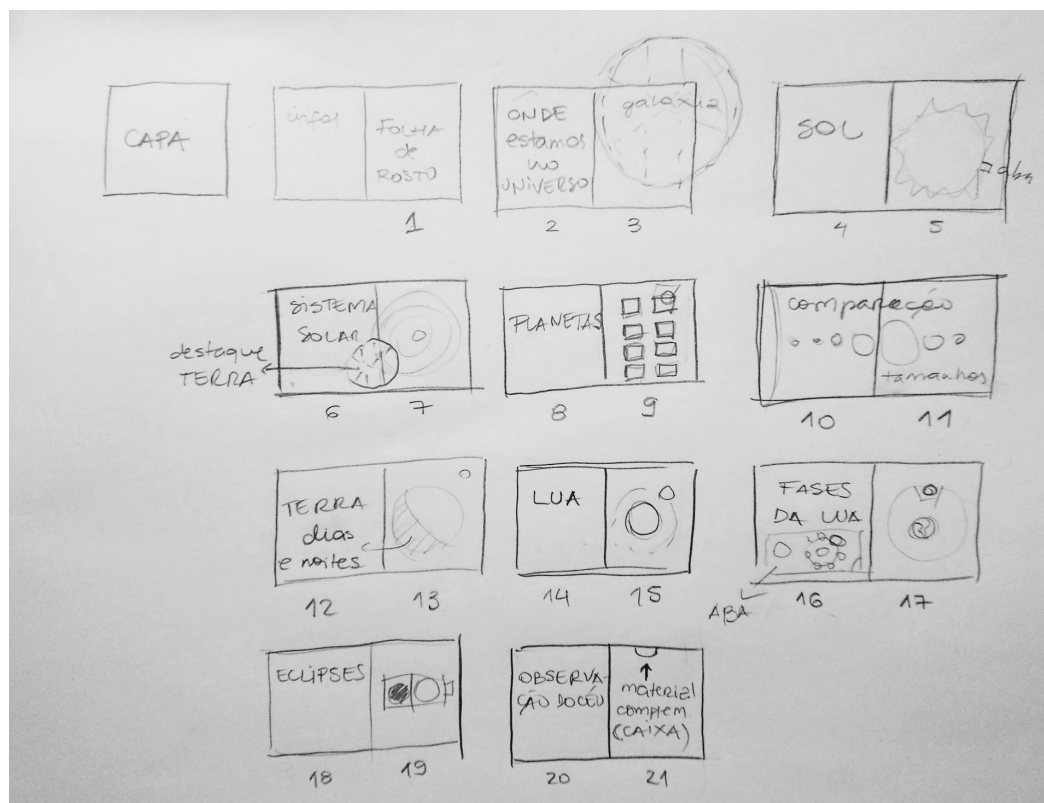 CAPA
infos
FOLHA
de
ROSTO
1
ONDE
estamos
no
UNIVERSO
galáxia
2 3
SOL
aba
4 5
SISTEMA
SOLAR
destaque
TERRA
6 7
PLANETAS
8 9
comparação
tamanhos
10 11
TERRA
dias
e noites
12 13
LUA
14 15
FASES
DA LUA
ABA
16 17
ECLIPSES
18 19
OBSERVA-
ÇÃO DO CÉU
material
complem
(CAIXA)
20 21